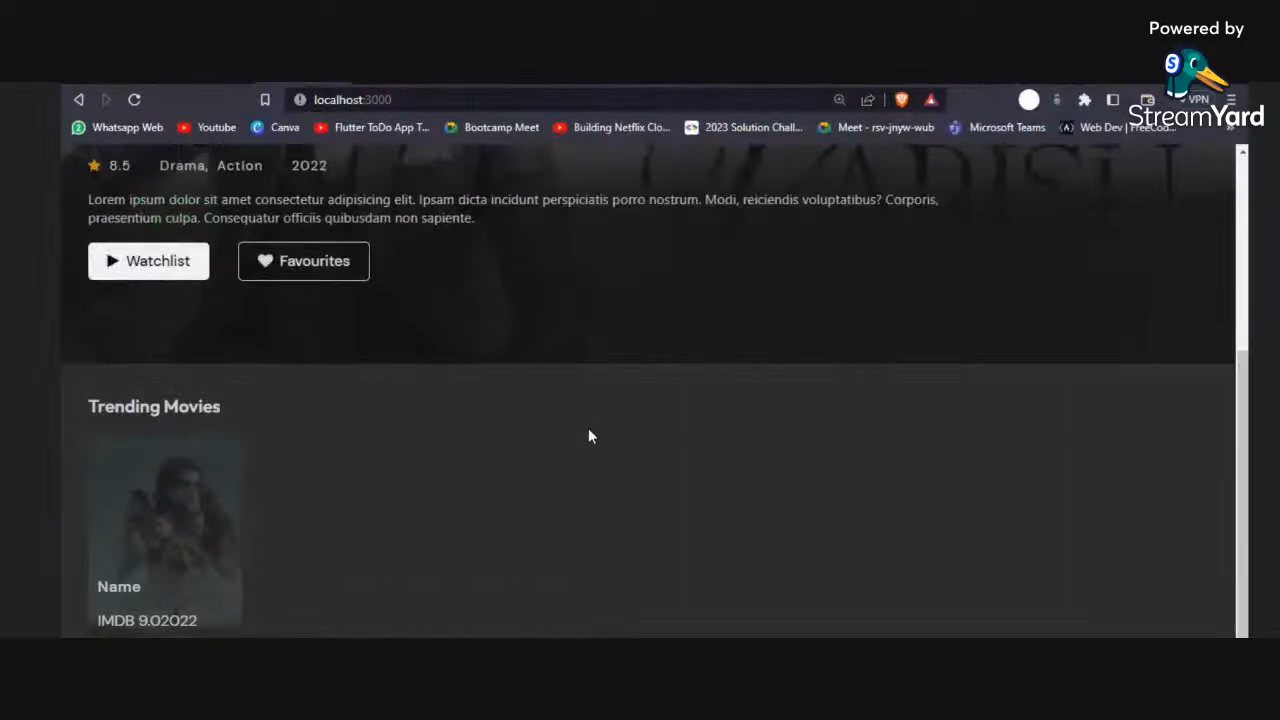 Powered by
S
StreamYard
localhost:3000
VPN
Whatsapp Web
Youtube
Canva
Flutter ToDo App T...
Bootcamp Meet
Building Netflix Clo...
2023 Solution Chall...
Meet - rsv-jnyw-wub
Microsoft Teams
(A) Web Dev | FreeCod...
8.5 Drama, Action 2022
Lorem ipsum dolor sit amet consectetur adipisicing elit. Ipsam dicta incidunt perspiciatis porro nostrum. Modi, reiciendis voluptatibus? Corporis,
praesentium culpa. Consequatur officiis quibusdam non sapiente.
Watchlist
Favourites
Trending Movies
Name
IMDB 9.02022